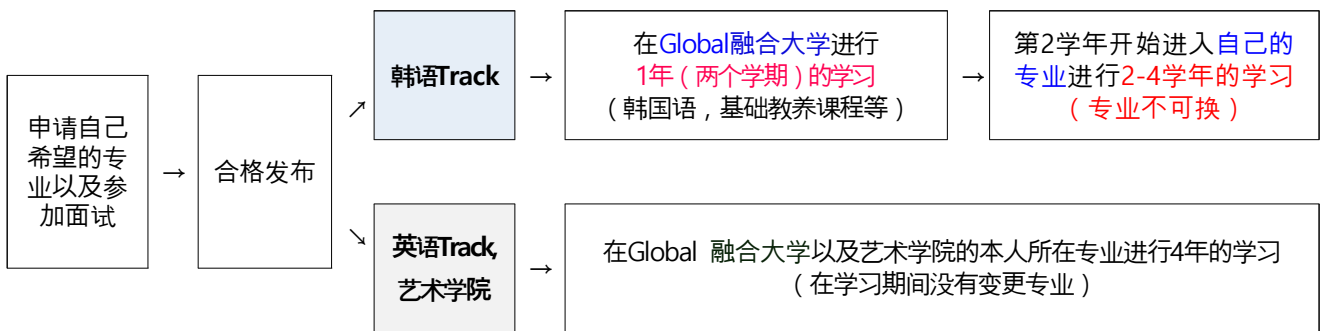 申请自己
希望的专
业以及参
加面试
→
合格发布
↗
韩语Track
→
在Global融合大学进行
1年（两个学期）的学习
（韩国语，基础教养课程等）
→
第2学年开始进入自己的
专业进行2-4学年的学习
（专业不可换）
↘
英语Track,
艺术学院
→
在Global 融合大学以及艺术学院的本人所在专业进行4年的学习
（在学习期间没有变更专业）